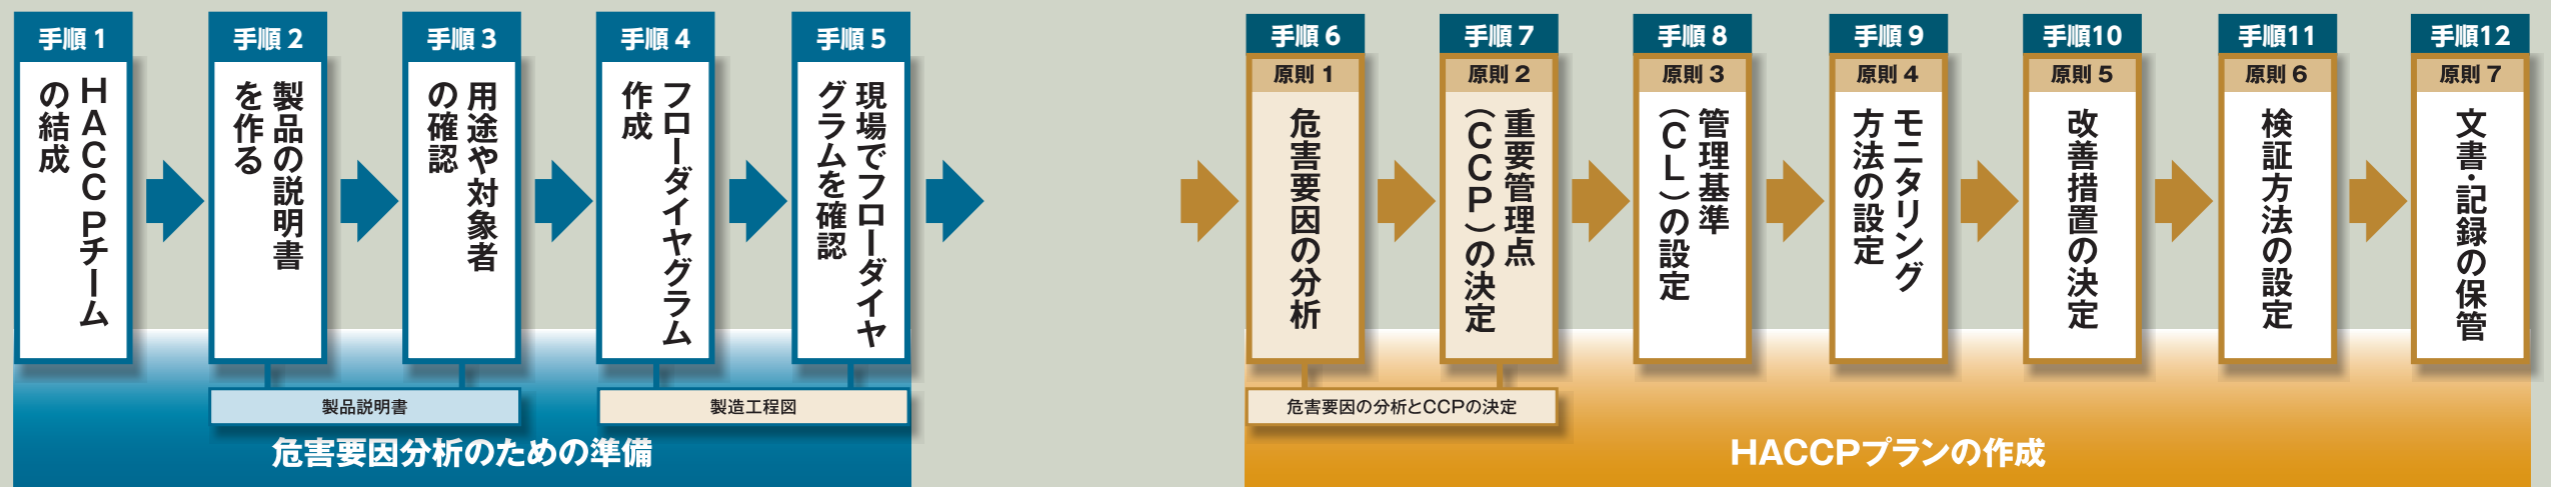 手順 1
HACCPチーム
の結成
手順 2
製品の説明書
を作る
手順 3
用途や対象者
の確認
手順 4
フローダイヤグラム
作成
手順 5
現場でフローダイヤ
グラムを確認
製品説明書
製造工程図
危害要因分析のための準備
手順 6
原則 1
危害要因の分析
手順 7
原則 2
重要管理点
（CCP）の決定
手順 8
原則 3
管理基準
（CL）の設定
手順 9
原則 4
モニタリング
方法の設定
手順10
原則 5
改善措置の決定
手順11
原則 6
検証方法の設定
手順12
原則 7
文書・記録の保管
危害要因の分析とCCPの決定
HACCPプランの作成